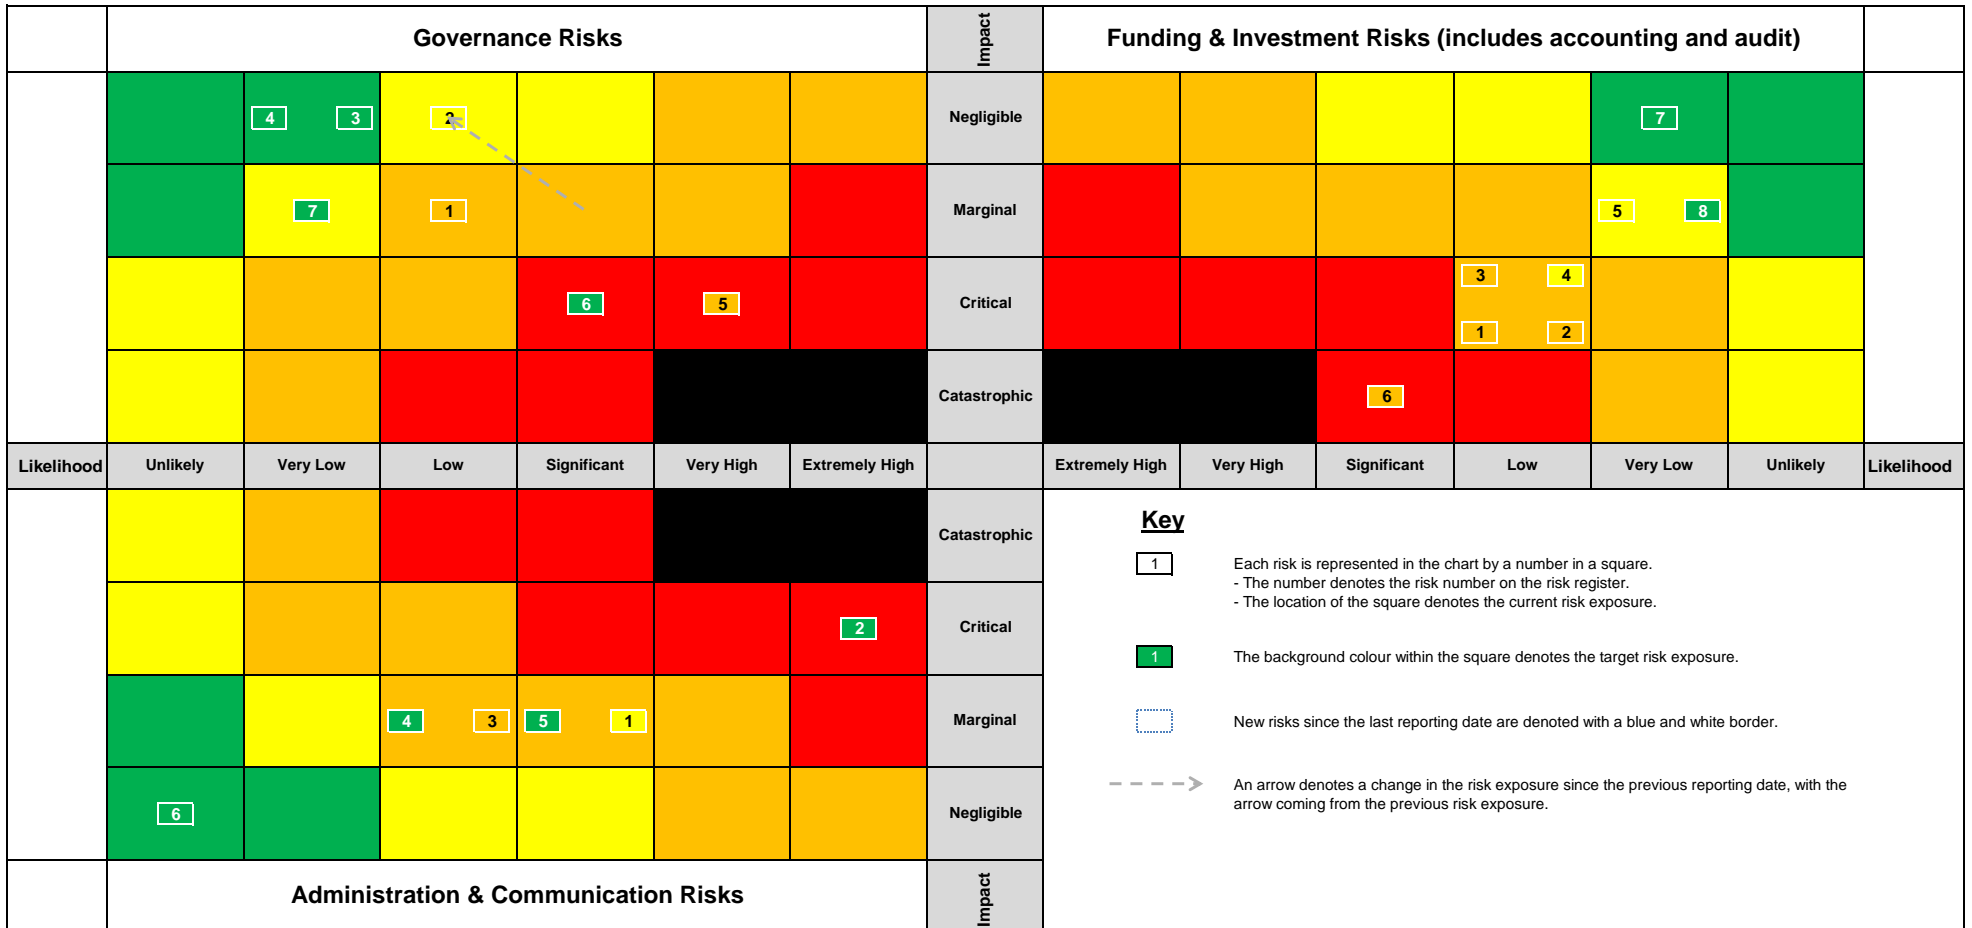 Governance Risks
Impact
Funding & Investment Risks (includes accounting and audit)
4 3 2
Negligible
7
7 1
Marginal
5 8
6 5
Critical
3 4
1 2
Catastrophic
6
Likelihood Unlikely Very Low Low Significant Very High Extremely High
Extremely High Very High Significant Low Very Low Unlikely Likelihood
Catastrophic
2
Critical
4 3 5 1
Marginal
6
Negligible
Administration & Communication Risks
Impact
Key
1
Each risk is represented in the chart by a number in a square.
- The number denotes the risk number on the risk register.
- The location of the square denotes the current risk exposure.
1
The background colour within the square denotes the target risk exposure.
New risks since the last reporting date are denoted with a blue and white border.
An arrow denotes a change in the risk exposure since the previous reporting date, with the
arrow coming from the previous risk exposure.